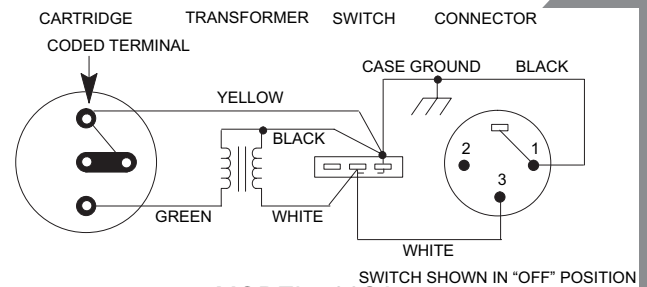 CARTRIDGE TRANSFORMER SWITCH CONNECTOR
CODED TERMINAL
CASE GROUND BLACK
YELLOW
BLACK
2 1
3
GREEN WHITE
WHITE
SWITCH SHOWN IN “OFF” POSITION